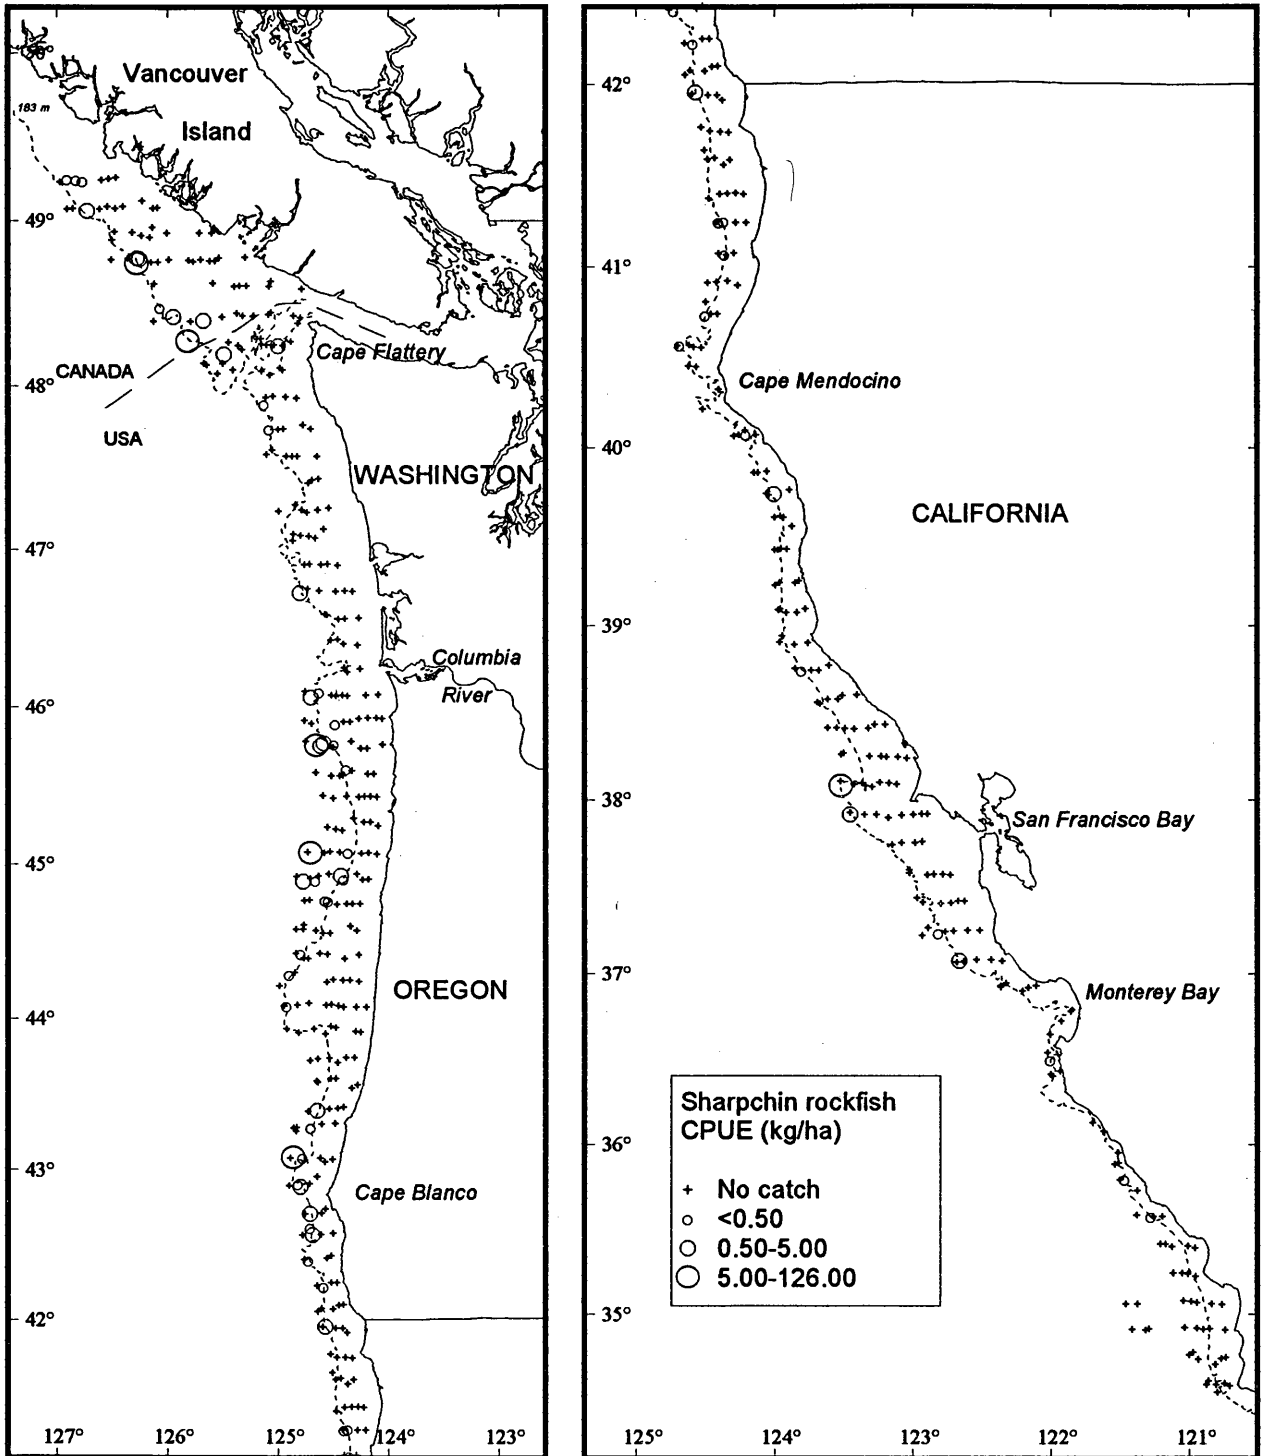 Vancouver
Island
183 m
49°
48°
47°
46°
45°
44°
43°
42°
CANADA
USA
Cape Flattery
WASHINGTON
Columbia
River
OREGON
Cape Blanco
127°
126°
125°
124°
123°
42°
41°
40°
39°
38°
37°
36°
35°
Cape Mendocino
CALIFORNIA
San Francisco Bay
Monterey Bay
Sharpchin rockfish
CPUE (kg/ha)
+ No catch
<0.50
0.50-5.00
5.00-126.00
125°
124°
123°
122°
121°